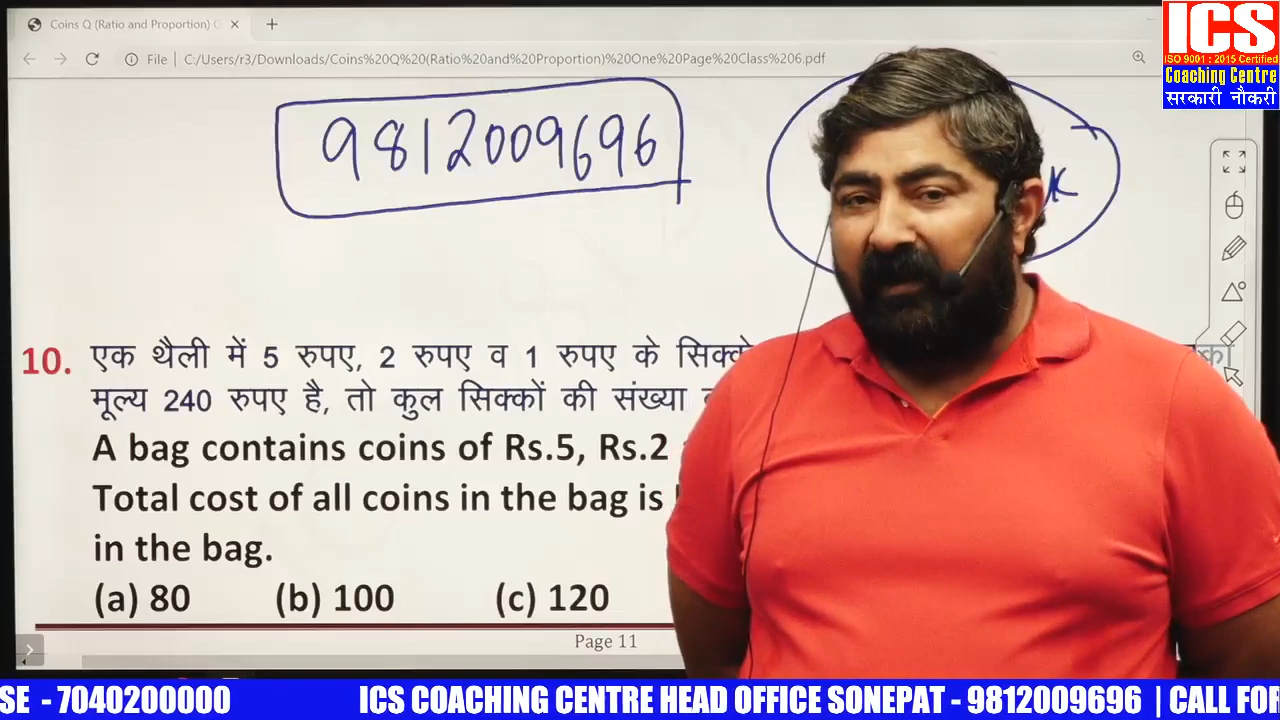 Coins Q (Ratio and Proportion)
File C:/Users/r3/Downloads/Coins%20Q%20(Ratio%20and%20Proportion)%20One%20Page%20Class%206.pdf
ICS
ISO 9001 : 2015 Certified
Coaching Centre
सरकारी नौकरी
9812009696
K
10. एक थैली में 5 रुपए, 2 रुपए व 1 रुपए के सिक्के
मूल्य 240 रुपए है, तो कुल सिक्कों की संख्या
A bag contains coins of Rs.5, Rs.2
Total cost of all coins in the bag is
in the bag.
(a) 80 (b) 100 (c) 120
Page 11
SE - 7040200000 ICS COACHING CENTRE HEAD OFFICE SONEPAT - 9812009696 | CALL FOR